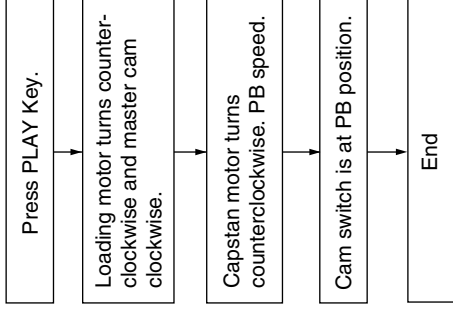 Press PLAY Key.
Loading motor turns counter-
clockwise and master cam
clockwise.
Capstan motor turns
counterclockwise. PB speed.
Cam switch is at PB position.
End